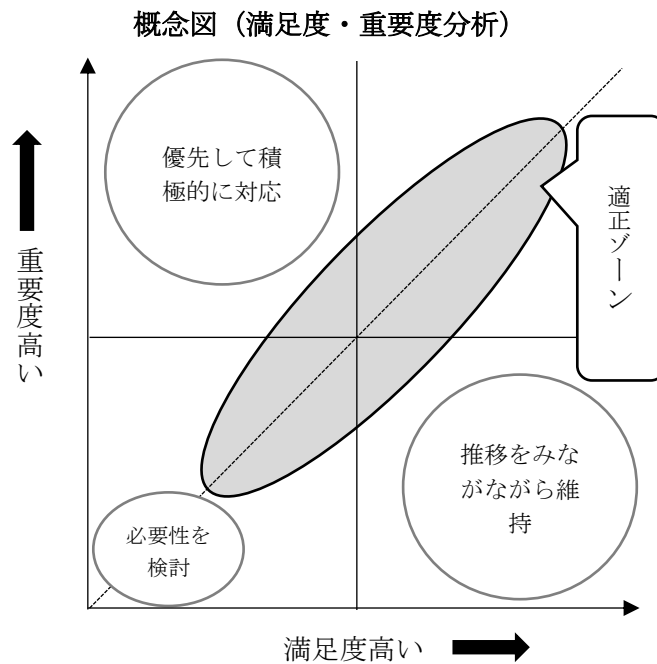 概念図（満足度・重要度分析）
優先して積
極的に対応
適正ゾーン
重要度高い
推移をみな
がながら維
持
必要性を
検討
満足度高い